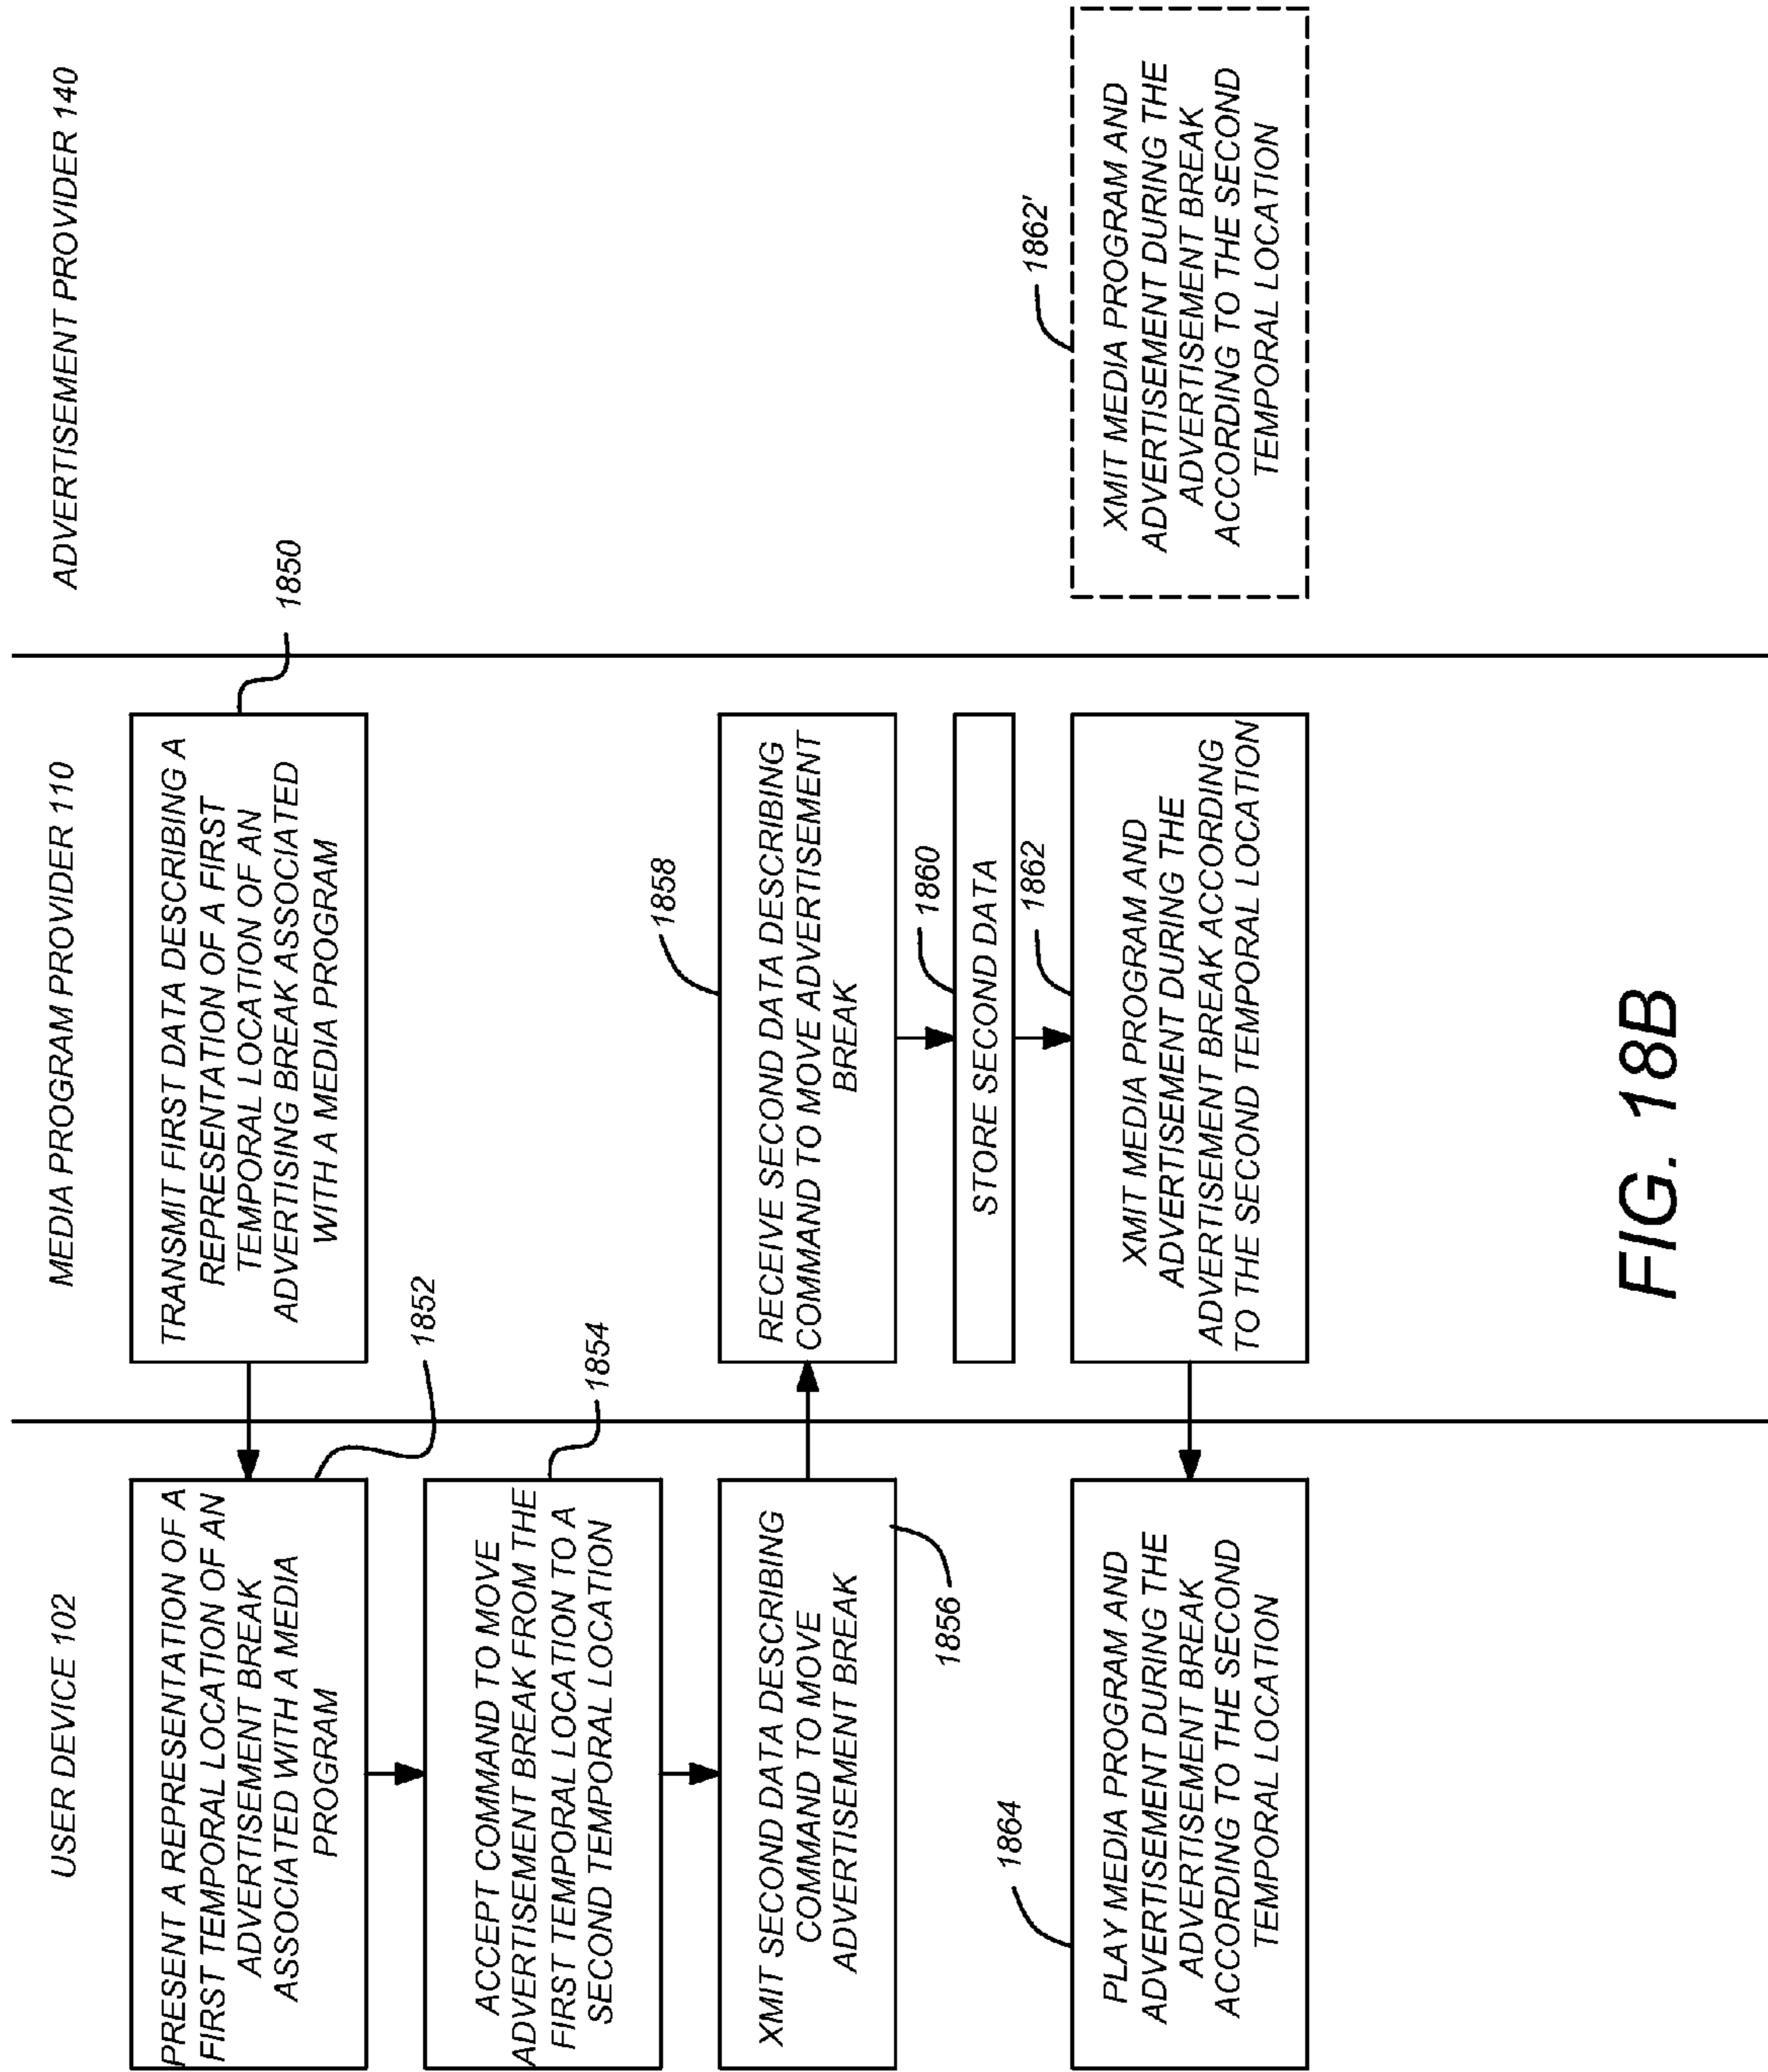 USER DEVICE 102
MEDIA PROGRAM PROVIDER 110
ADVERTISEMENT PROVIDER 140
PRESENT A REPRESENTATION OF A
FIRST TEMPORAL LOCATION OF AN
ADVERTISEMENT BREAK
ASSOCIATED WITH A MEDIA
PROGRAM
1852
TRANSMIT FIRST DATA DESCRIBING A
REPRESENTATION OF A FIRST
TEMPORAL LOCATION OF AN
ADVERTISING BREAK ASSOCIATED
WITH A MEDIA PROGRAM
1850
ACCEPT COMMAND TO MOVE
ADVERTISEMENT BREAK FROM THE
FIRST TEMPORAL LOCATION TO A
SECOND TEMPORAL LOCATION
1854
XMIT SECOND DATA DESCRIBING
COMMAND TO MOVE
ADVERTISEMENT BREAK
1856
1858
RECEIVE SECOND DATA DESCRIBING
COMMAND TO MOVE ADVERTISEMENT
BREAK
1860
STORE SECOND DATA
1862
XMIT MEDIA PROGRAM AND
ADVERTISEMENT DURING THE
ADVERTISEMENT BREAK ACCORDING
TO THE SECOND TEMPORAL LOCATION
1862'
XMIT MEDIA PROGRAM AND
ADVERTISEMENT DURING THE
ADVERTISEMENT BREAK
ACCORDING TO THE SECOND
TEMPORAL LOCATION
1864
PLAY MEDIA PROGRAM AND
ADVERTISEMENT DURING THE
ADVERTISEMENT BREAK
ACCORDING TO THE SECOND
TEMPORAL LOCATION
FIG. 18B